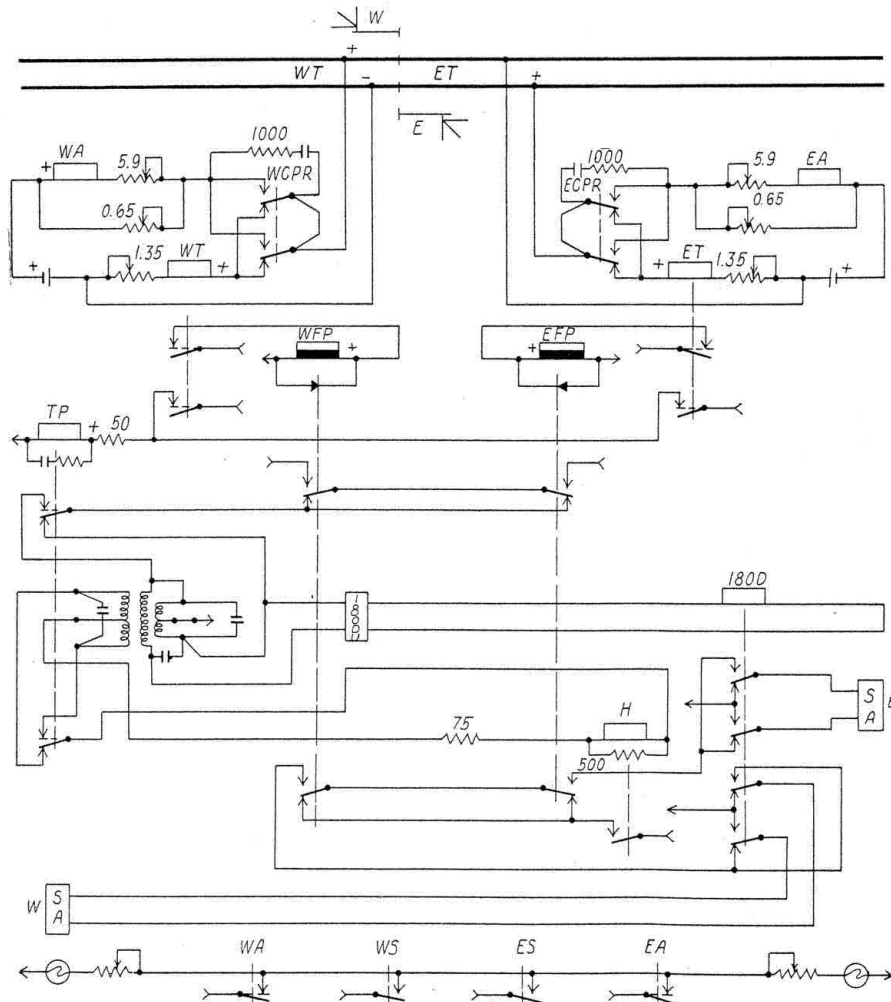 W
+
WT - ET +
E
1000 1000
WA 5.9 5.9 EA
+ WCPR ECPR
0.65 0.65
1.35 WT + + ET 1.35
+ +
WFP + + EFP
TP + 50
180D
180DU
S A
75 H
500
W S A
WA WS ES EA